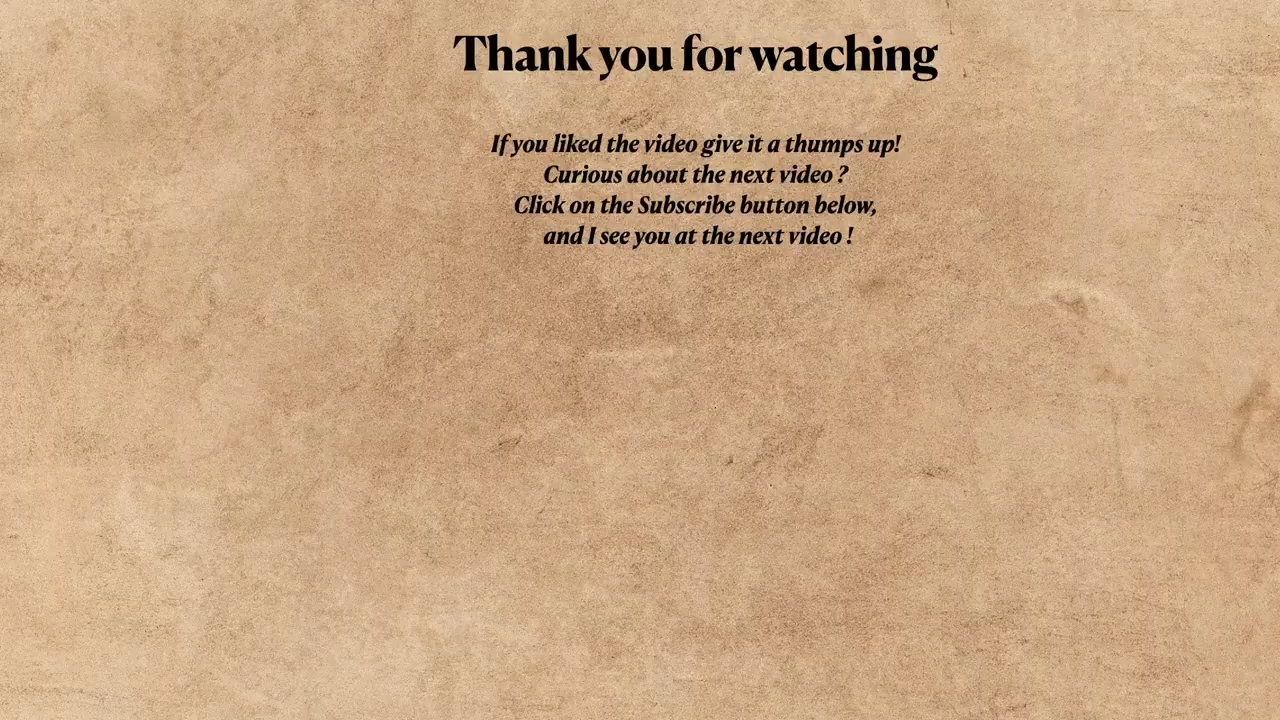 Thank you for watching
If you liked the video give it a thumps up!
Curious about the next video ?
Click on the Subscribe button below,
and I see you at the next video !